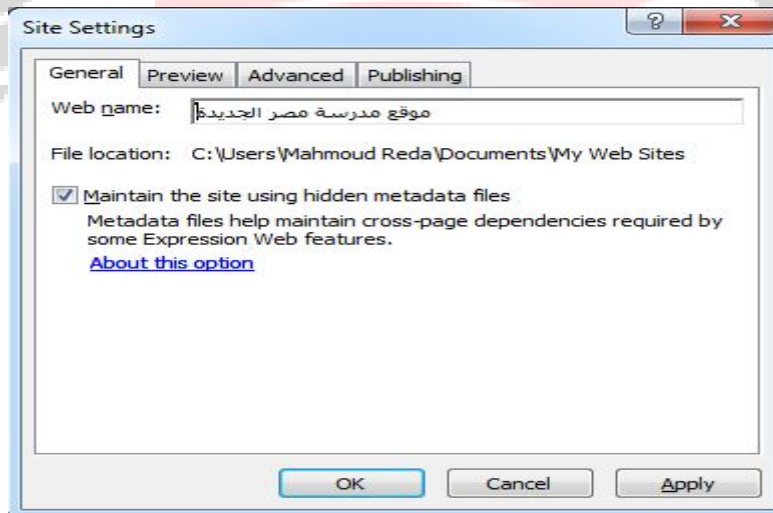 Site Settings
General Preview Advanced Publishing
Web name: موقع مدرسة مصر الجديدة
File location: C:\Users\Mahmoud Reda\Documents\My Web Sites
Maintain the site using hidden metadata files
Metadata files help maintain cross-page dependencies required by
some Expression Web features.
About this option
OK Cancel Apply